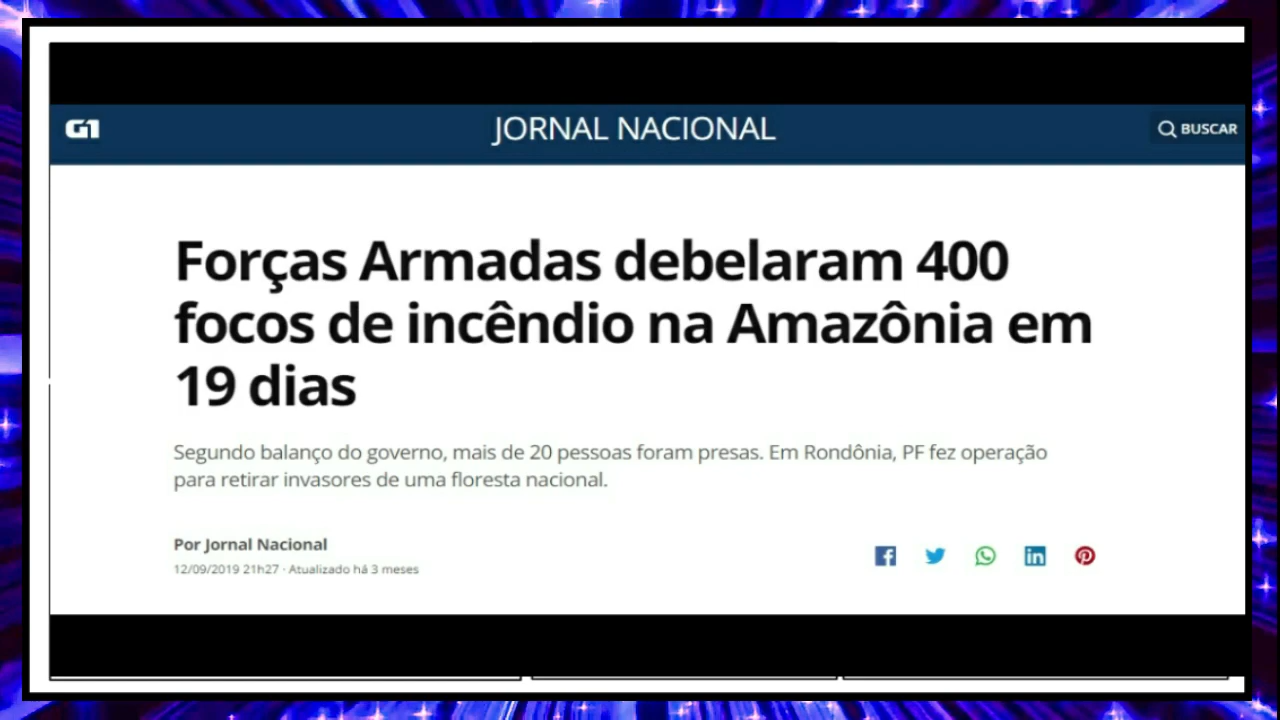 G1
JORNAL NACIONAL
BUSCAR
Forças Armadas debelaram 400
focos de incêndio na Amazônia em
19 dias
Segundo balanço do governo, mais de 20 pessoas foram presas. Em Rondônia, PF fez operação
para retirar invasores de uma floresta nacional.
Por Jornal Nacional
12/09/2019 21h27 · Atualizado há 3 meses